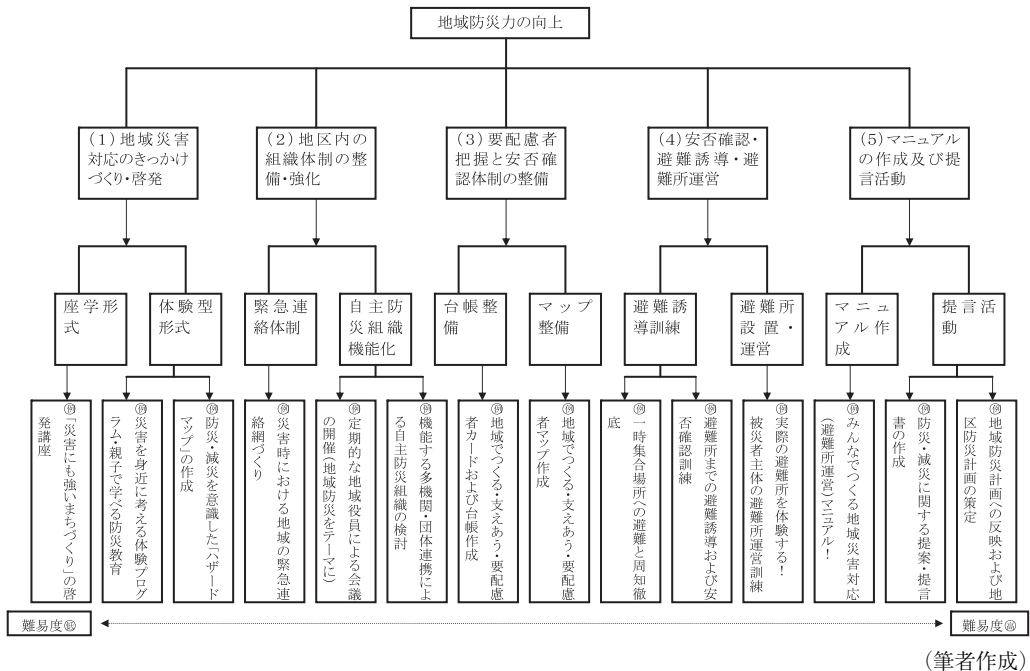 地域防災力の向上
(1)地域災害
対応のきっかけ
づくり・啓発
(2)地区内の
組織体制の整
備・強化
(3)要配慮者
把握と安否確
認体制の整備
(4)安否確認・
避難誘導・避
難所運営
(5)マニュアル
の作成及び提
言活動
座学形
式
体験型
形式
緊急連
絡体制
自主防
災組織
機能化
台帳整
備
マップ
整備
避難誘
導訓練
避難所
設置・
運営
マニュ
アル作
成
提言活
動
㋹「災害にも強いまちづくり」の啓
発講座
例災害を身近に考える体験プログ
ラム・親子で学べる防災教育
例防災・減災を意識した「ハザード
マップ」の作成
例災害時における地域の緊急連
絡網づくり
例定期的な地域役員による会議
の開催(地域防災をテーマに)
例機能する多機関・団体連携によ
る自主防災組織の検討
例地域でつくる・支えあう・要配慮
者カードおよび台帳作成
例地域でつくる・支えあう・要配慮
者マップ作成
例一時集合場所への避難と周知徹
底
例避難所までの避難誘導および安
否確認訓練
例実際の避難所を体験する!
被災者主体の避難所運営訓練
例みんなでつくる地域災害対応
(避難所運営)マニュアル!
例防災・減災に関する提案・提言
書の作成
例地域防災計画への反映および地
区防災計画の策定
難易度低
難易度高
(筆者作成)